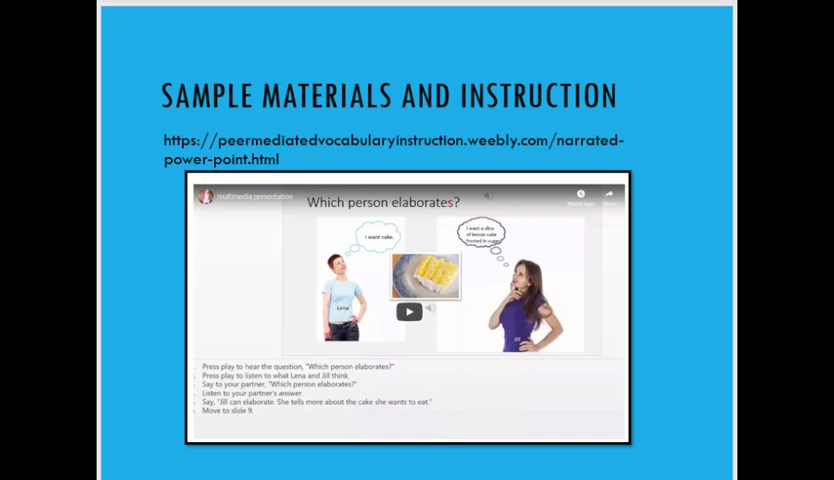 SAMPLE MATERIALS AND INSTRUCTION
https://peermediatedvocabularyinstruction.weebly.com/narrated-
power-point.html
multimedia presentation
Which person elaborates?
Watch later
Share
I want cake.
I want a slice
of lemon cake
frosted in sugar.
Lena
Press play to hear the question, "Which person elaborates?"
Press play to listen to what Lena and Jill think.
Say to your partner, "Which person elaborates?"
Listen to your partner's answer.
Say, "Jill can elaborate. She tells more about the cake she wants to eat."
Move to slide 9.